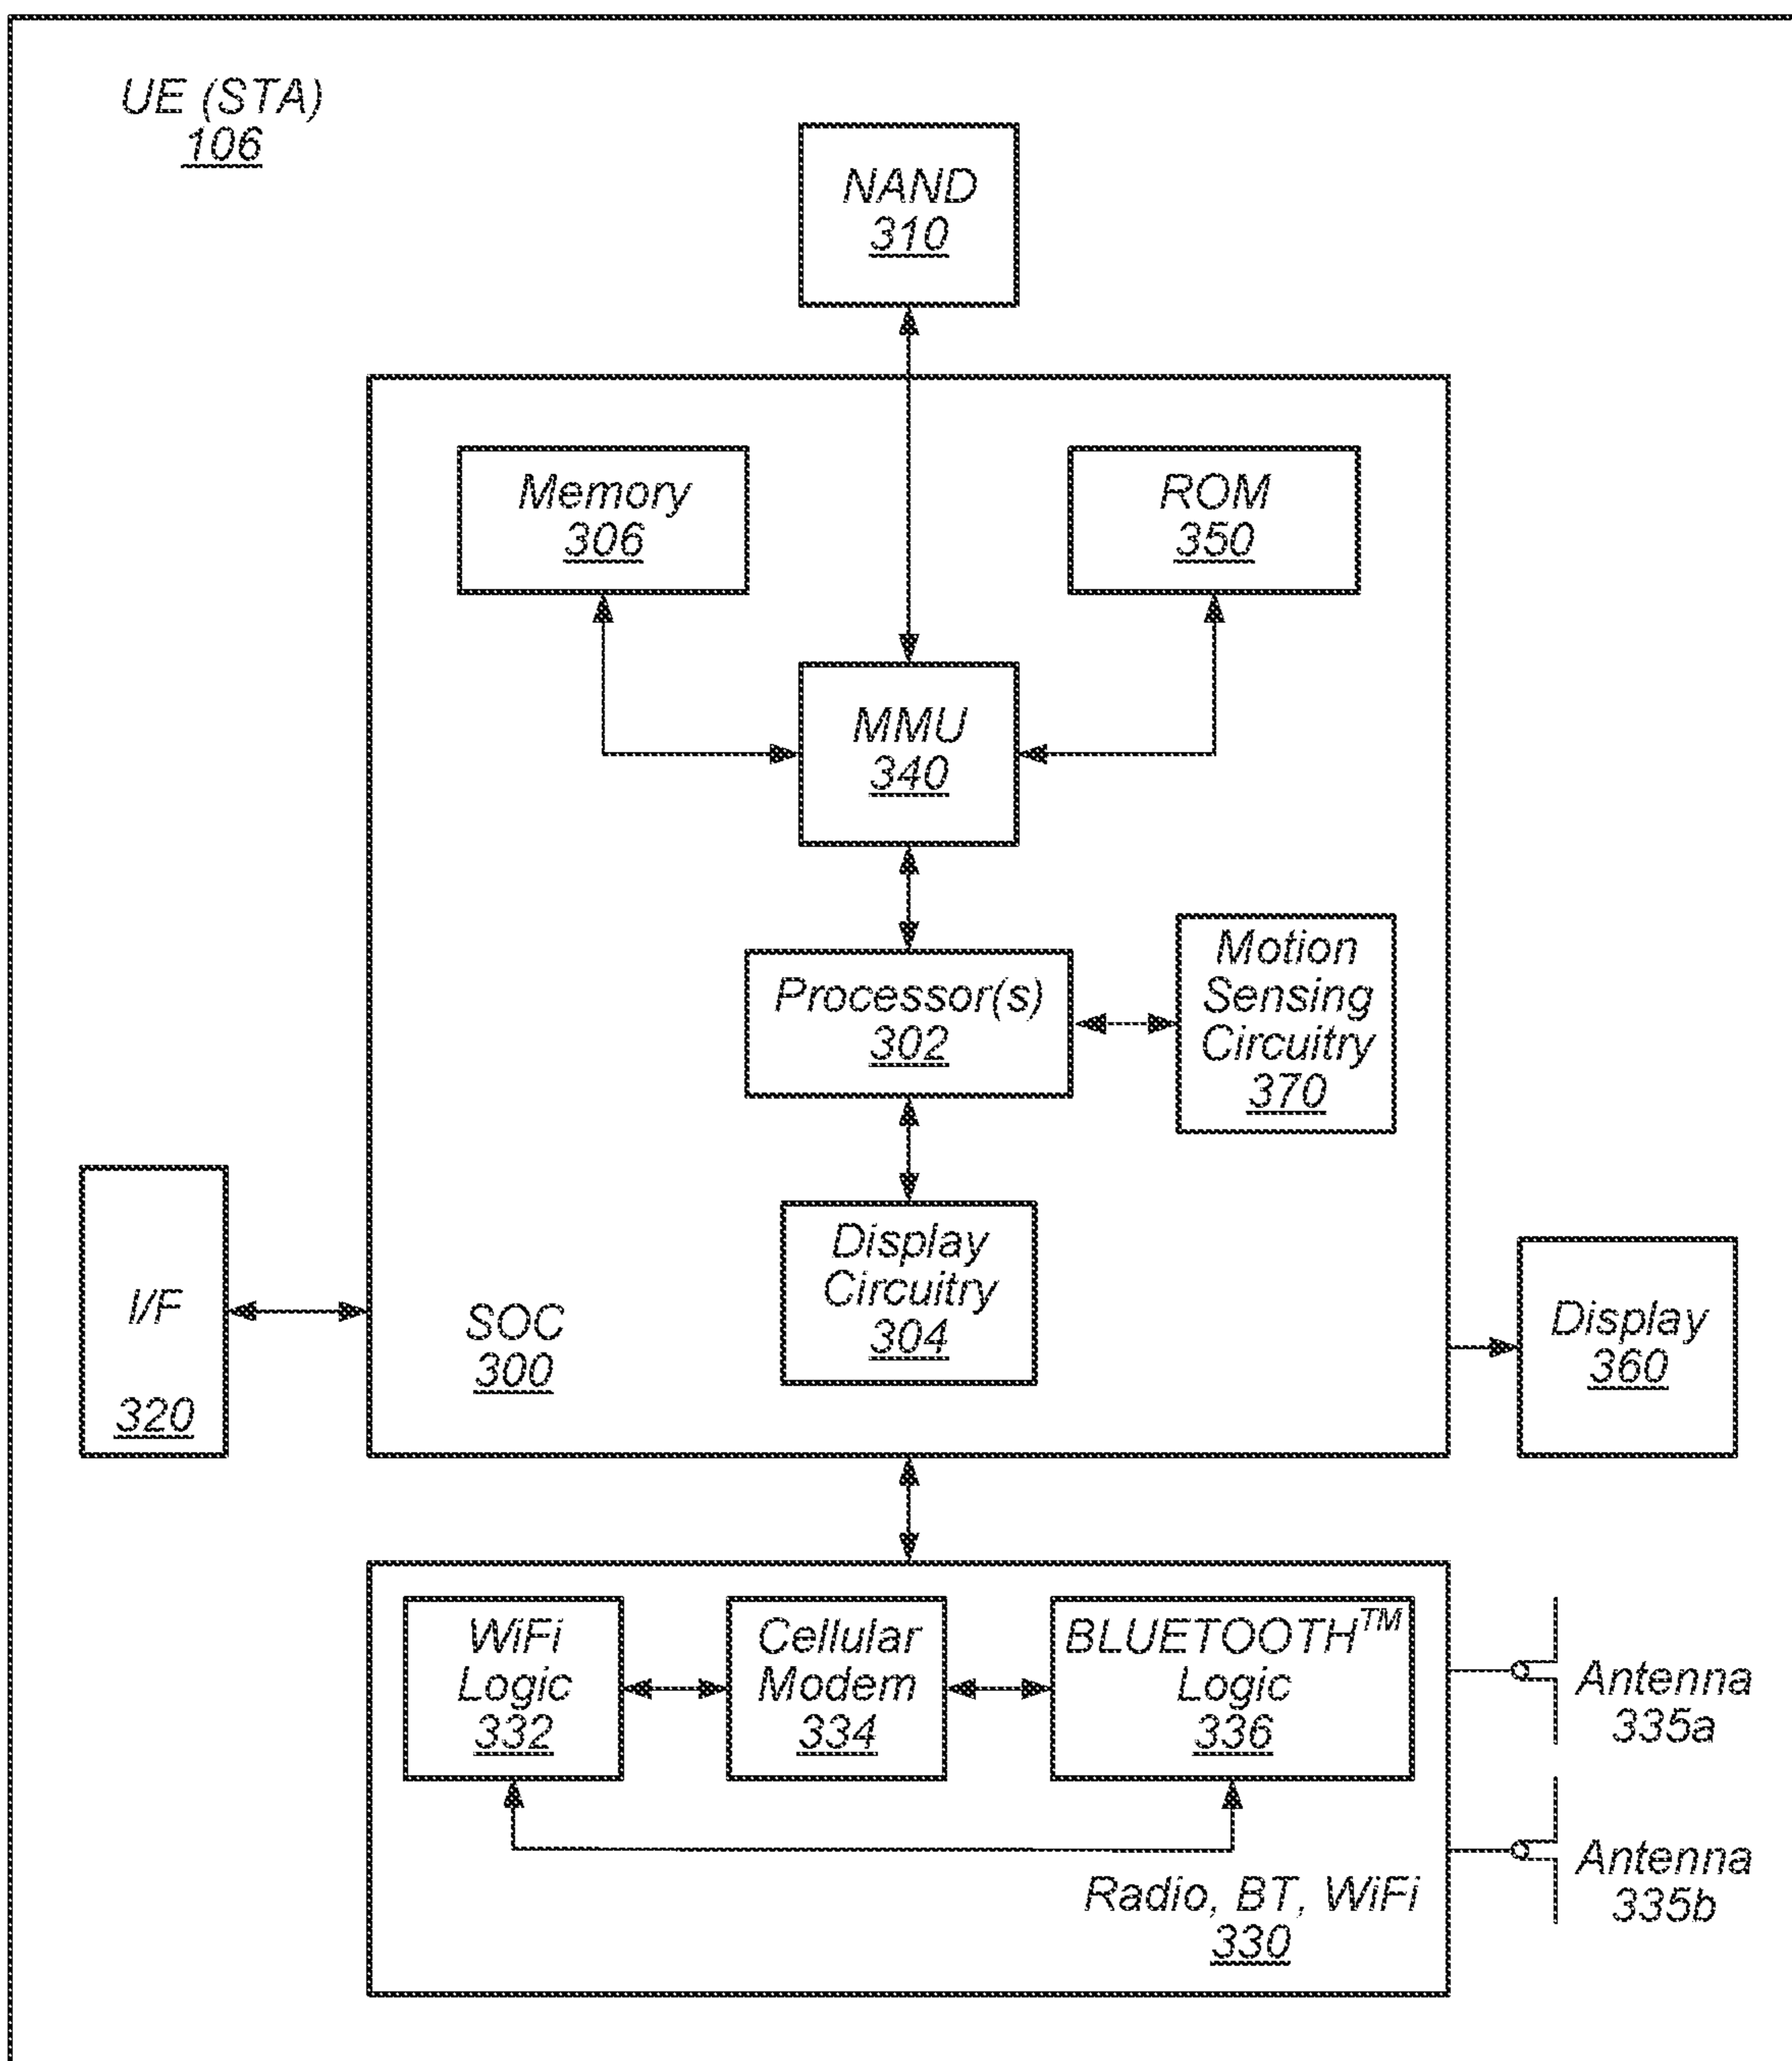 UE (STA)
106
NAND
310
Memory
306
ROM
350
MMU
340
Processor(s)
302
Motion
Sensing
Circuitry
370
Display
Circuitry
304
SOC
300
I/F
320
Display
360
WiFi
Logic
332
Cellular
Modem
334
BLUETOOTH™
Logic
336
Radio, BT, WiFi
330
Antenna
335a
Antenna
335b